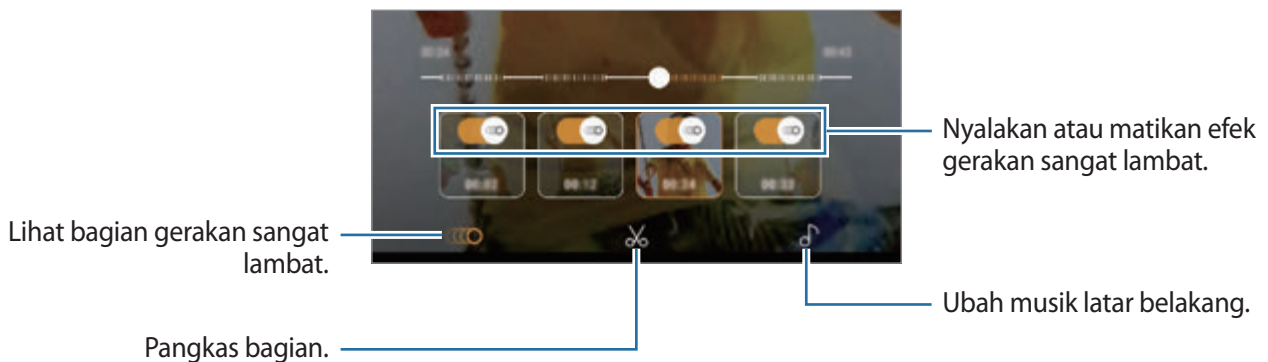 Nyalakan atau matikan efek
gerakan sangat lambat.
Lihat bagian gerakan sangat
lambat.
Ubah musik latar belakang.
Pangkas bagian.